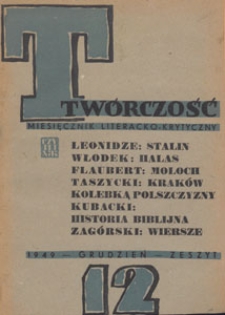 TWÓRCZOŚĆ
MIESIĘCZNIK LITERACKO-KRYTYCZNY
LEONIDZE: STALIN
WŁODEK: HALAS
FLAUBERT: MOLOCH
TASZYCKI: KRAKÓW
KOLEBKĄ POLSZCZYZNY
KUBACKI:
HISTORIA BIBLIJNA
ZAGÓRSKI: WIERSZE
1949 — GRUDZIEŃ — ZESZYT
12